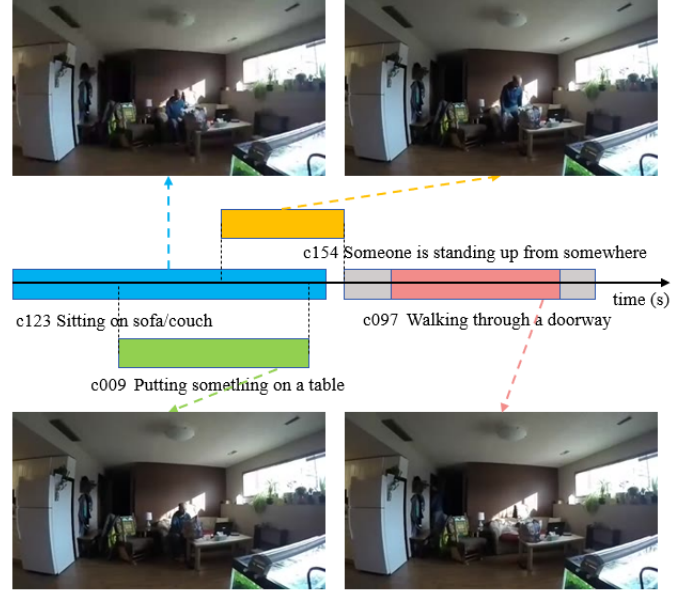 c154 Someone is standing up from somewhere
time (s)
c123 Sitting on sofa/couch
c097 Walking through a doorway
c009 Putting something on a table